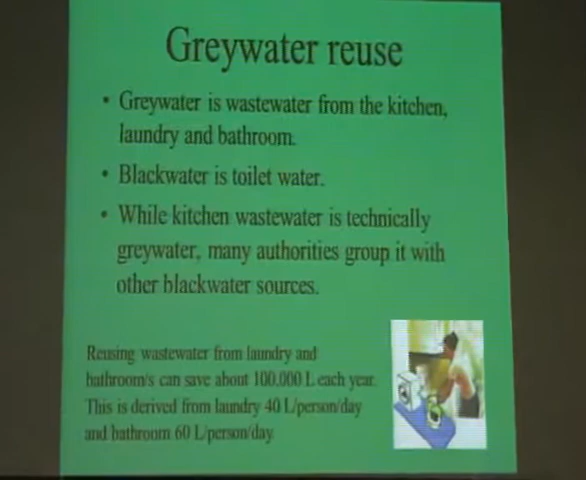 Greywater reuse
• Greywater is wastewater from the kitchen,
laundry and bathroom.
• Blackwater is toilet water.
• While kitchen wastewater is technically
greywater, many authorities group it with
other blackwater sources.
Reusing wastewater from laundry and
bathroom/s can save about 100,000 L each year.
This is derived from laundry 40 L/person/day
and bathroom 60 L/person/day.